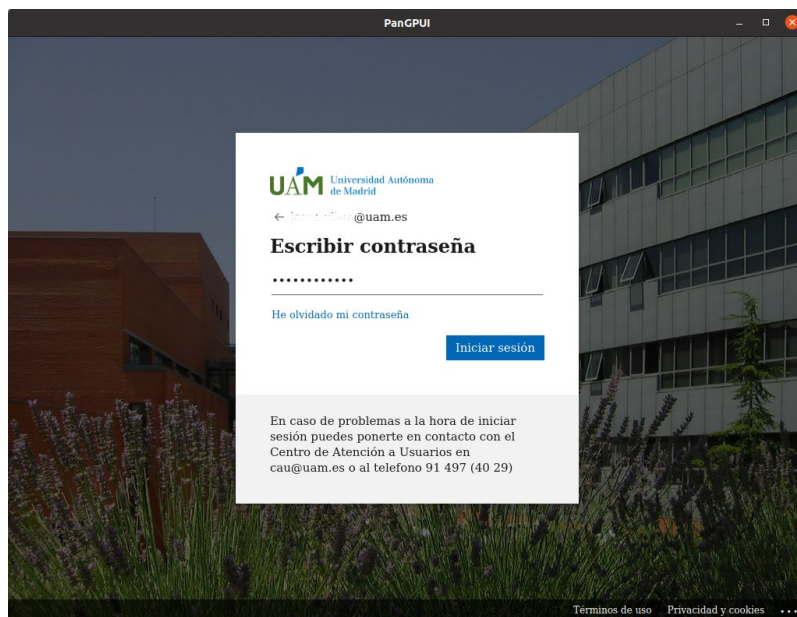 PanGPUI
UAM Universidad Autónoma
de Madrid
@uam.es
Escribir contraseña
He olvidado mi contraseña
Iniciar sesión
En caso de problemas a la hora de iniciar
sesión puedes ponerte en contacto con el
Centro de Atención a Usuarios en
cau@uam.es o al telefono 91 497 (40 29)
Términos de uso Privacidad y cookies ...